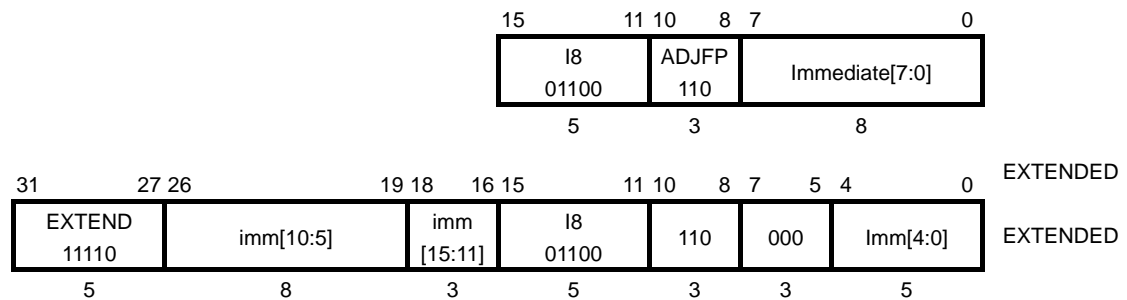 15 11 10 8 7 0
I8 ADJFP Immediate[7:0]
01100 110
5 3 8
EXTENDED
31 27 26 19 18 16 15 11 10 8 7 5 4 0
EXTEND imm[10:5] imm I8 110 000 Imm[4:0] EXTENDED
11110 [15:11] 01100
5 8 3 5 3 3 5